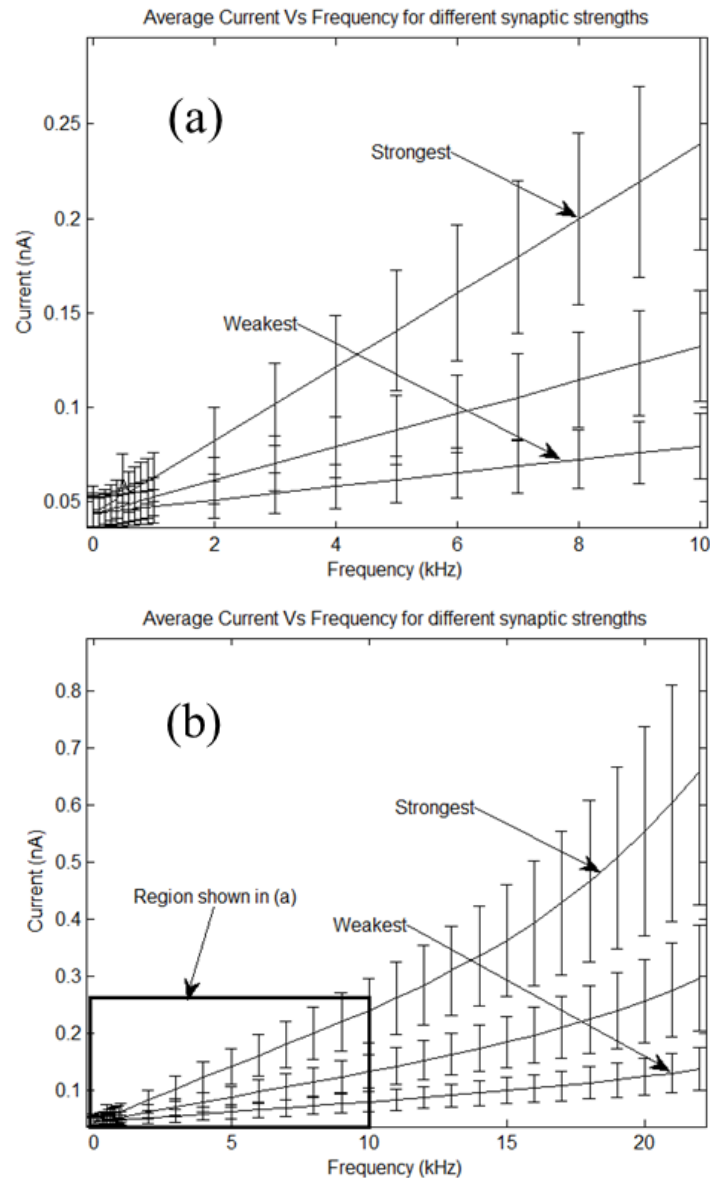 Average Current Vs Frequency for different synaptic strengths
(a)
Strongest
Weakest
Current (nA)
0.25
0.2
0.15
0.1
0.05
0 2 4 6 8 10
Frequency (kHz)
Average Current Vs Frequency for different synaptic strengths
(b)
Strongest
Region shown in (a)
Weakest
Current (nA)
0.8
0.7
0.6
0.5
0.4
0.3
0.2
0.1
0 5 10 15 20
Frequency (kHz)